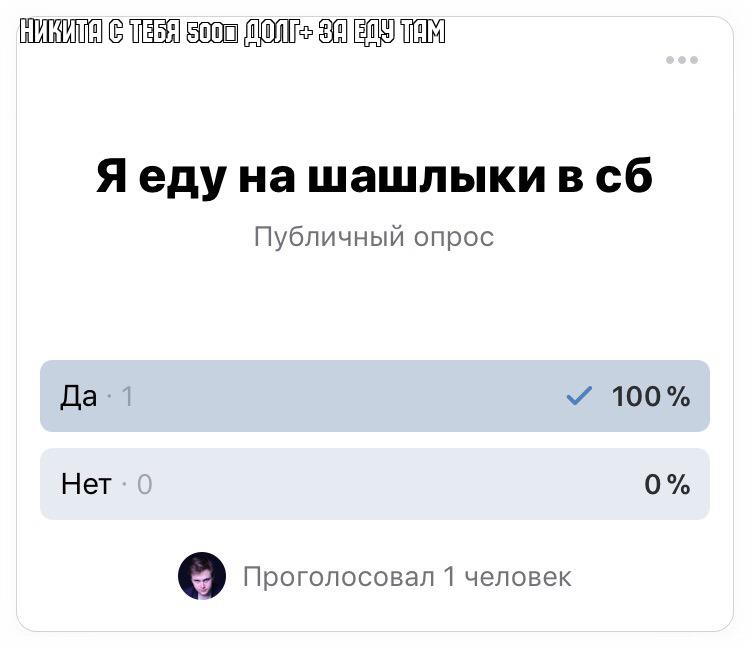 НИКИТА С ТЕБЯ 500□ ДОЛГ+ ЗА ЕДУ ТАМ
Я еду на шашлыки в сб
Публичный опрос
Да · 1 100 %
Нет · 0 0 %
Проголосовал 1 человек